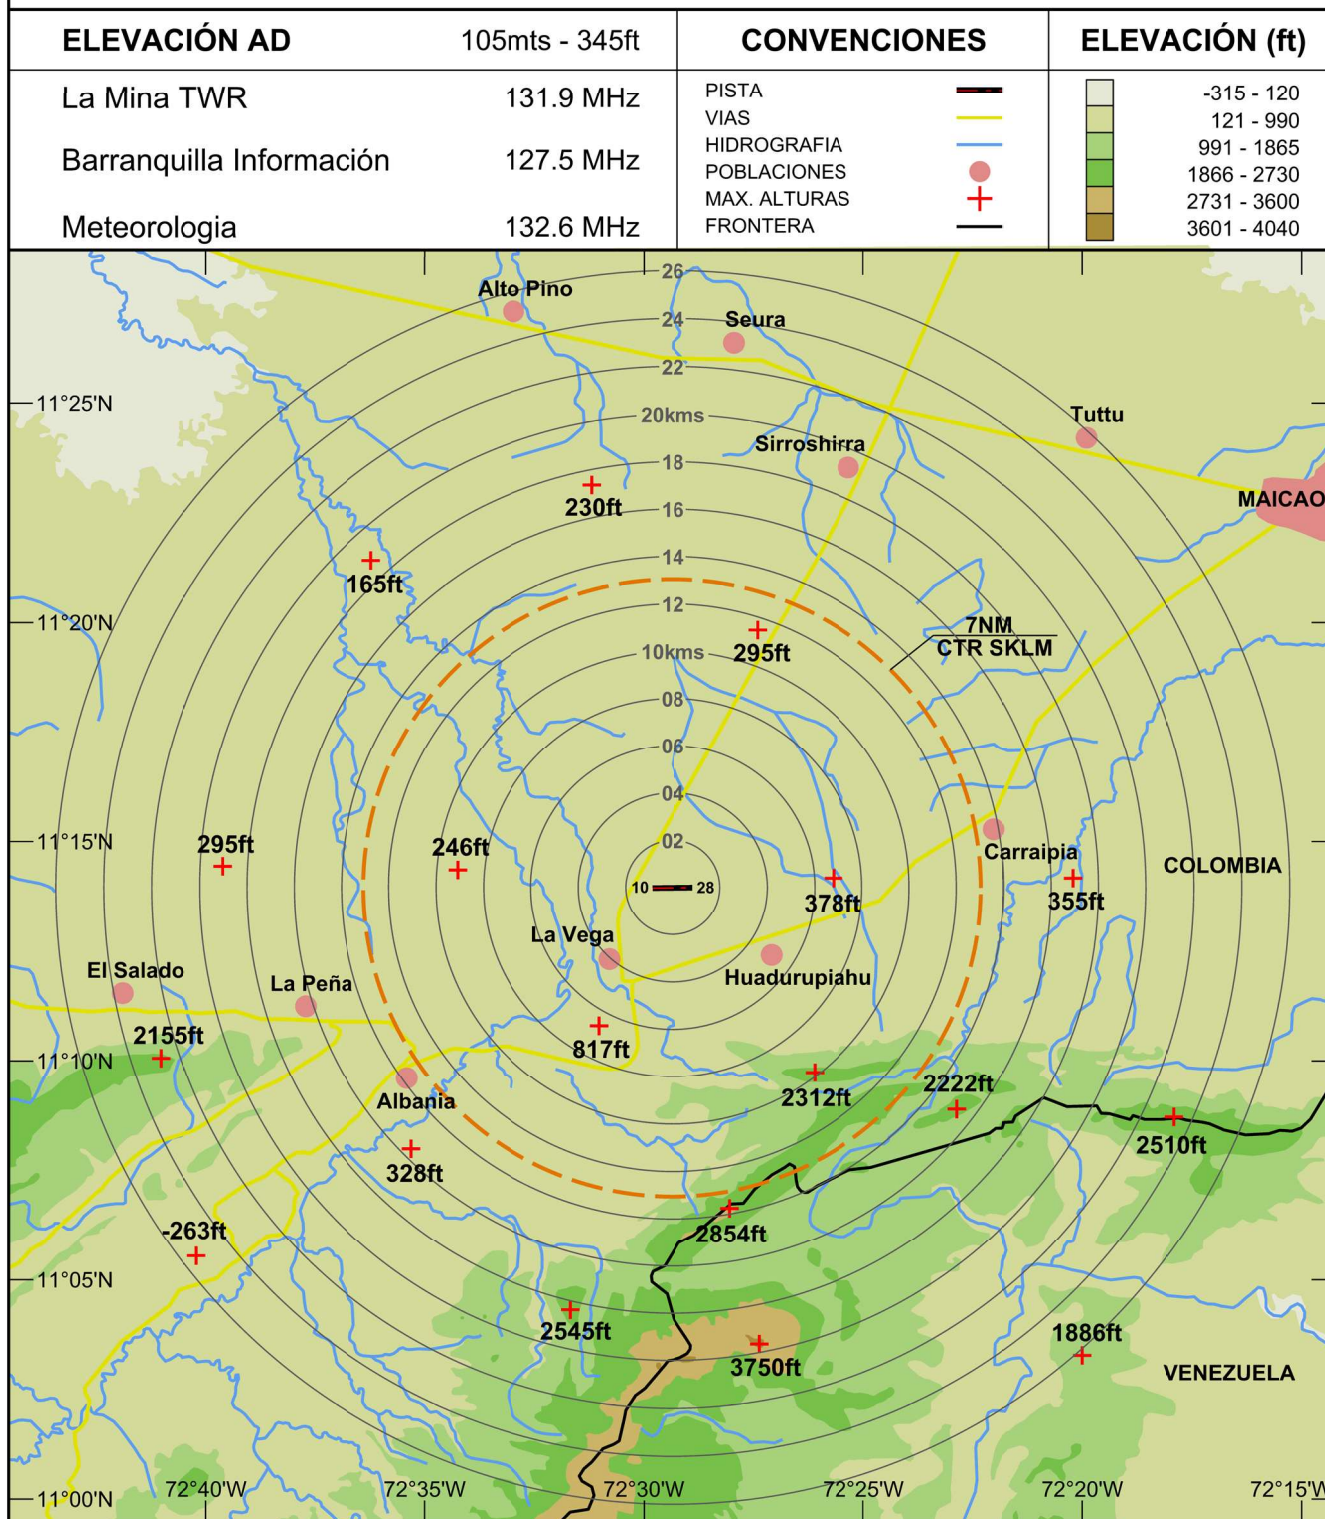 ELEVACIÓN AD 105mts - 345ft
La Mina TWR 131.9 MHz
Barranquilla Información 127.5 MHz
Meteorologia 132.6 MHz
CONVENCIONES
PISTA
VIAS
HIDROGRAFIA
POBLACIONES
MAX. ALTURAS
FRONTERA
ELEVACIÓN (ft)
-315 - 120
121 - 990
991 - 1865
1866 - 2730
2731 - 3600
3601 - 4040
26
Alto Pino
24
Seura
22
11°25'N
20kms
Tuttu
Sirroshirra
18
MAICAO
230ft
16
14
165ft
12
11°20'N
7NM
CTR SKLM
10kms
295ft
08
06
04
02
11°15'N
295ft
246ft
Carraipia
COLOMBIA
10
28
378ft
355ft
La Vega
El Salado
La Peña
Huadurupiahu
2155ft
817ft
11°10'N
2222ft
2312ft
Albania
2510ft
328ft
-263ft
2854ft
11°05'N
2545ft
1886ft
3750ft
VENEZUELA
11°00'N
72°40'W
72°35'W
72°30'W
72°25'W
72°20'W
72°15'W